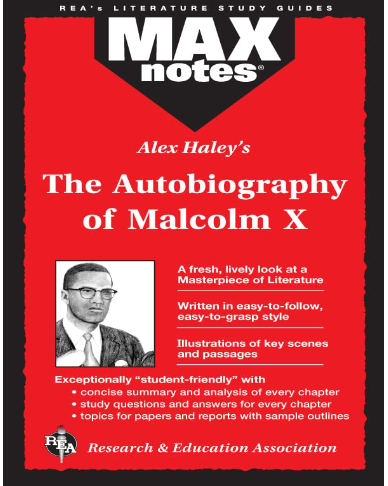 REA's LITERATURE STUDY GUIDES
MAX
notes®
Alex Haley's
The Autobiography
of Malcolm X
A fresh, lively look at a
Masterpiece of Literature
Written in easy-to-follow,
easy-to-grasp style
Illustrations of key scenes
and passages
Exceptionally "student-friendly" with
• concise summary and analysis of every chapter
• study questions and answers for every chapter
• topics for papers and reports with sample outlines
REA
Research & Education Association